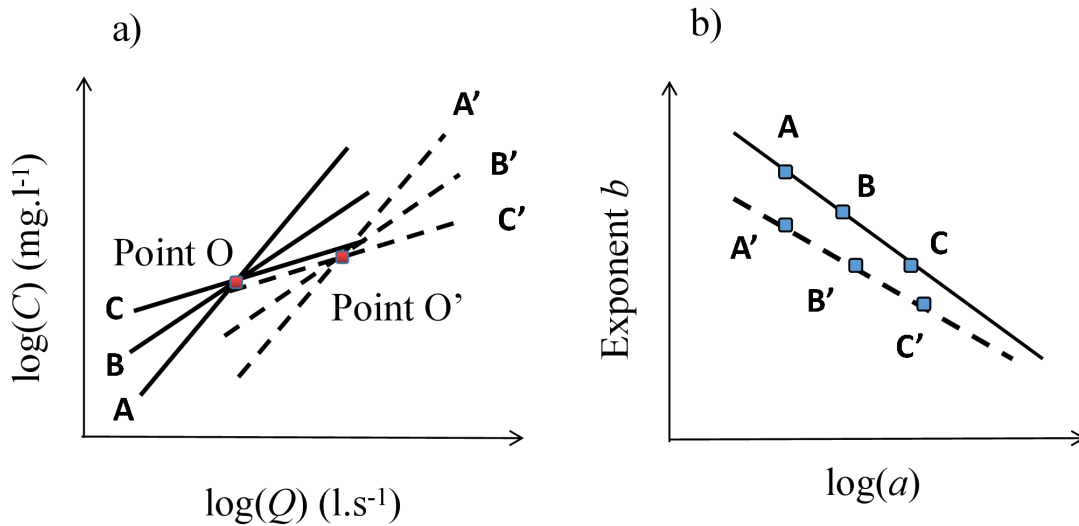 a)
log(C) (mg.l-1)
Point O
Point O’
A
B
C
A’
B’
C’
log(Q) (l.s-1)
b)
Exponent b
A
B
C
A’
B’
C’
log(a)